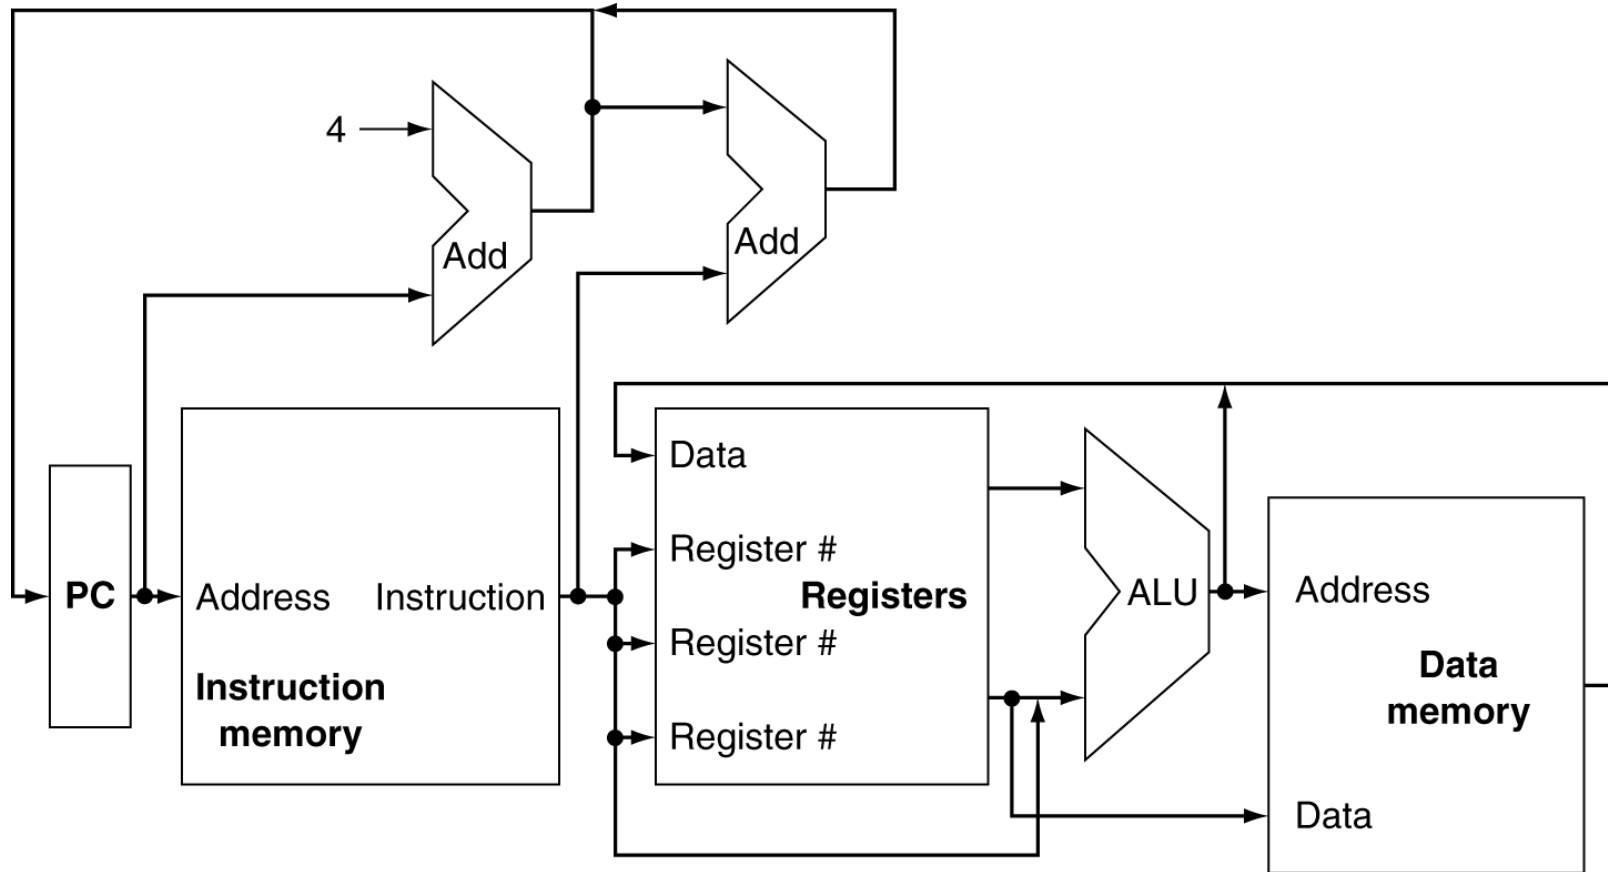 4
Add
Add
Data
Register #
Register #
Register #
Registers
PC
Address
Instruction
Instruction
memory
ALU
Address
Data
memory
Data